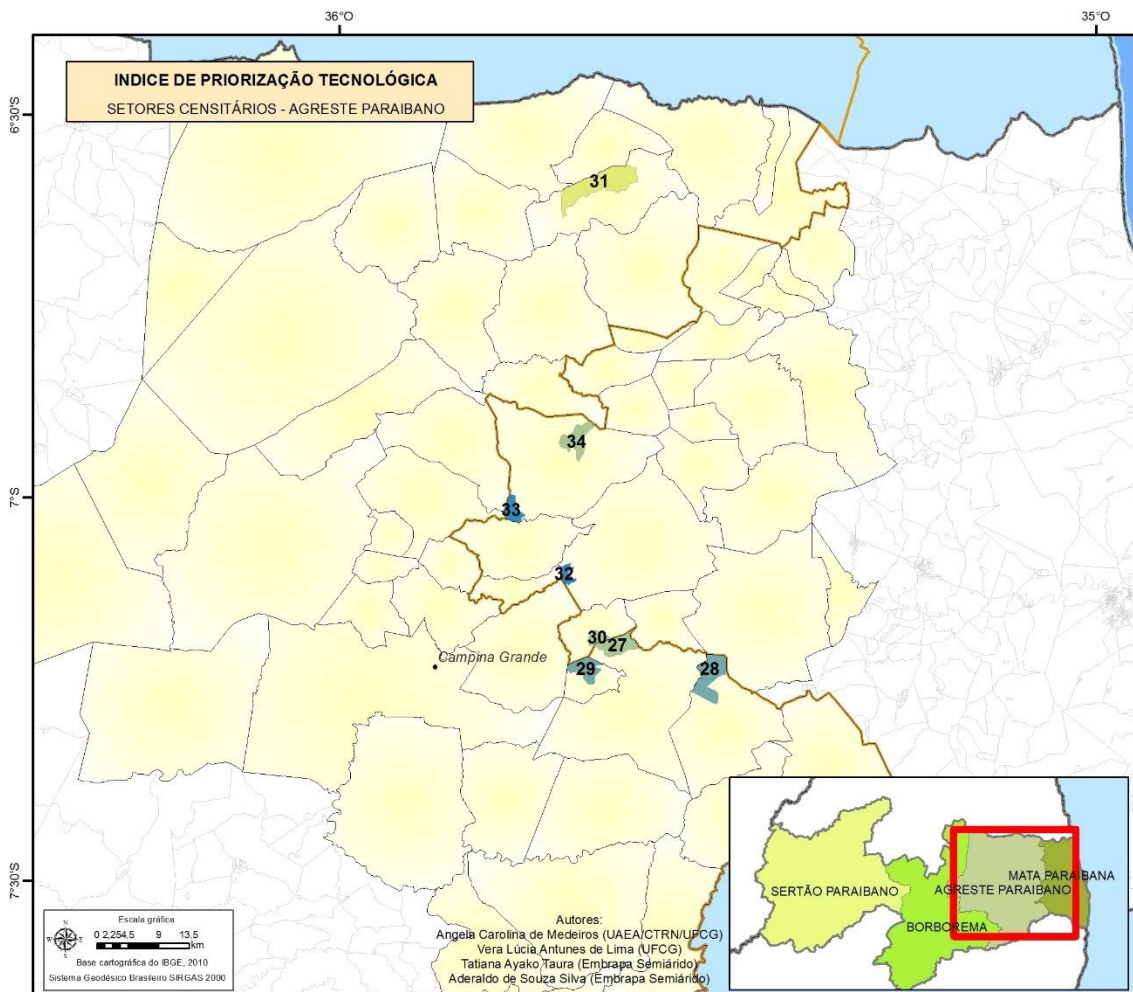 36°O
35°O
INDICE DE PRIORIZAÇÃO TECNOLÓGICA
SETORES CENSITÁRIOS - AGRESTE PARAIBANO
6°30'S
31
34
7°S
33
32
30
27
Campina Grande
29
28
7°30'S
SERTÃO PARAIBANO
AGRESTE PARAIBANO
MATA PARAIBANA
BORBOREMA
N
W
E
S
Escala gráfica
0 2,254,5 9 13,5
km
Base cartográfica do IBGE, 2010
Sistema Geodésico Brasileiro SIRGAS 2000
Autores:
Angela Carolina de Medeiros (UAEA/CTRN/UFCG)
Vera Lúcia Antunes de Lima (UFCG)
Tatiana Ayako Taura (Embrapa Semiárido)
Aderaldo de Souza Silva (Embrapa Semiárido)